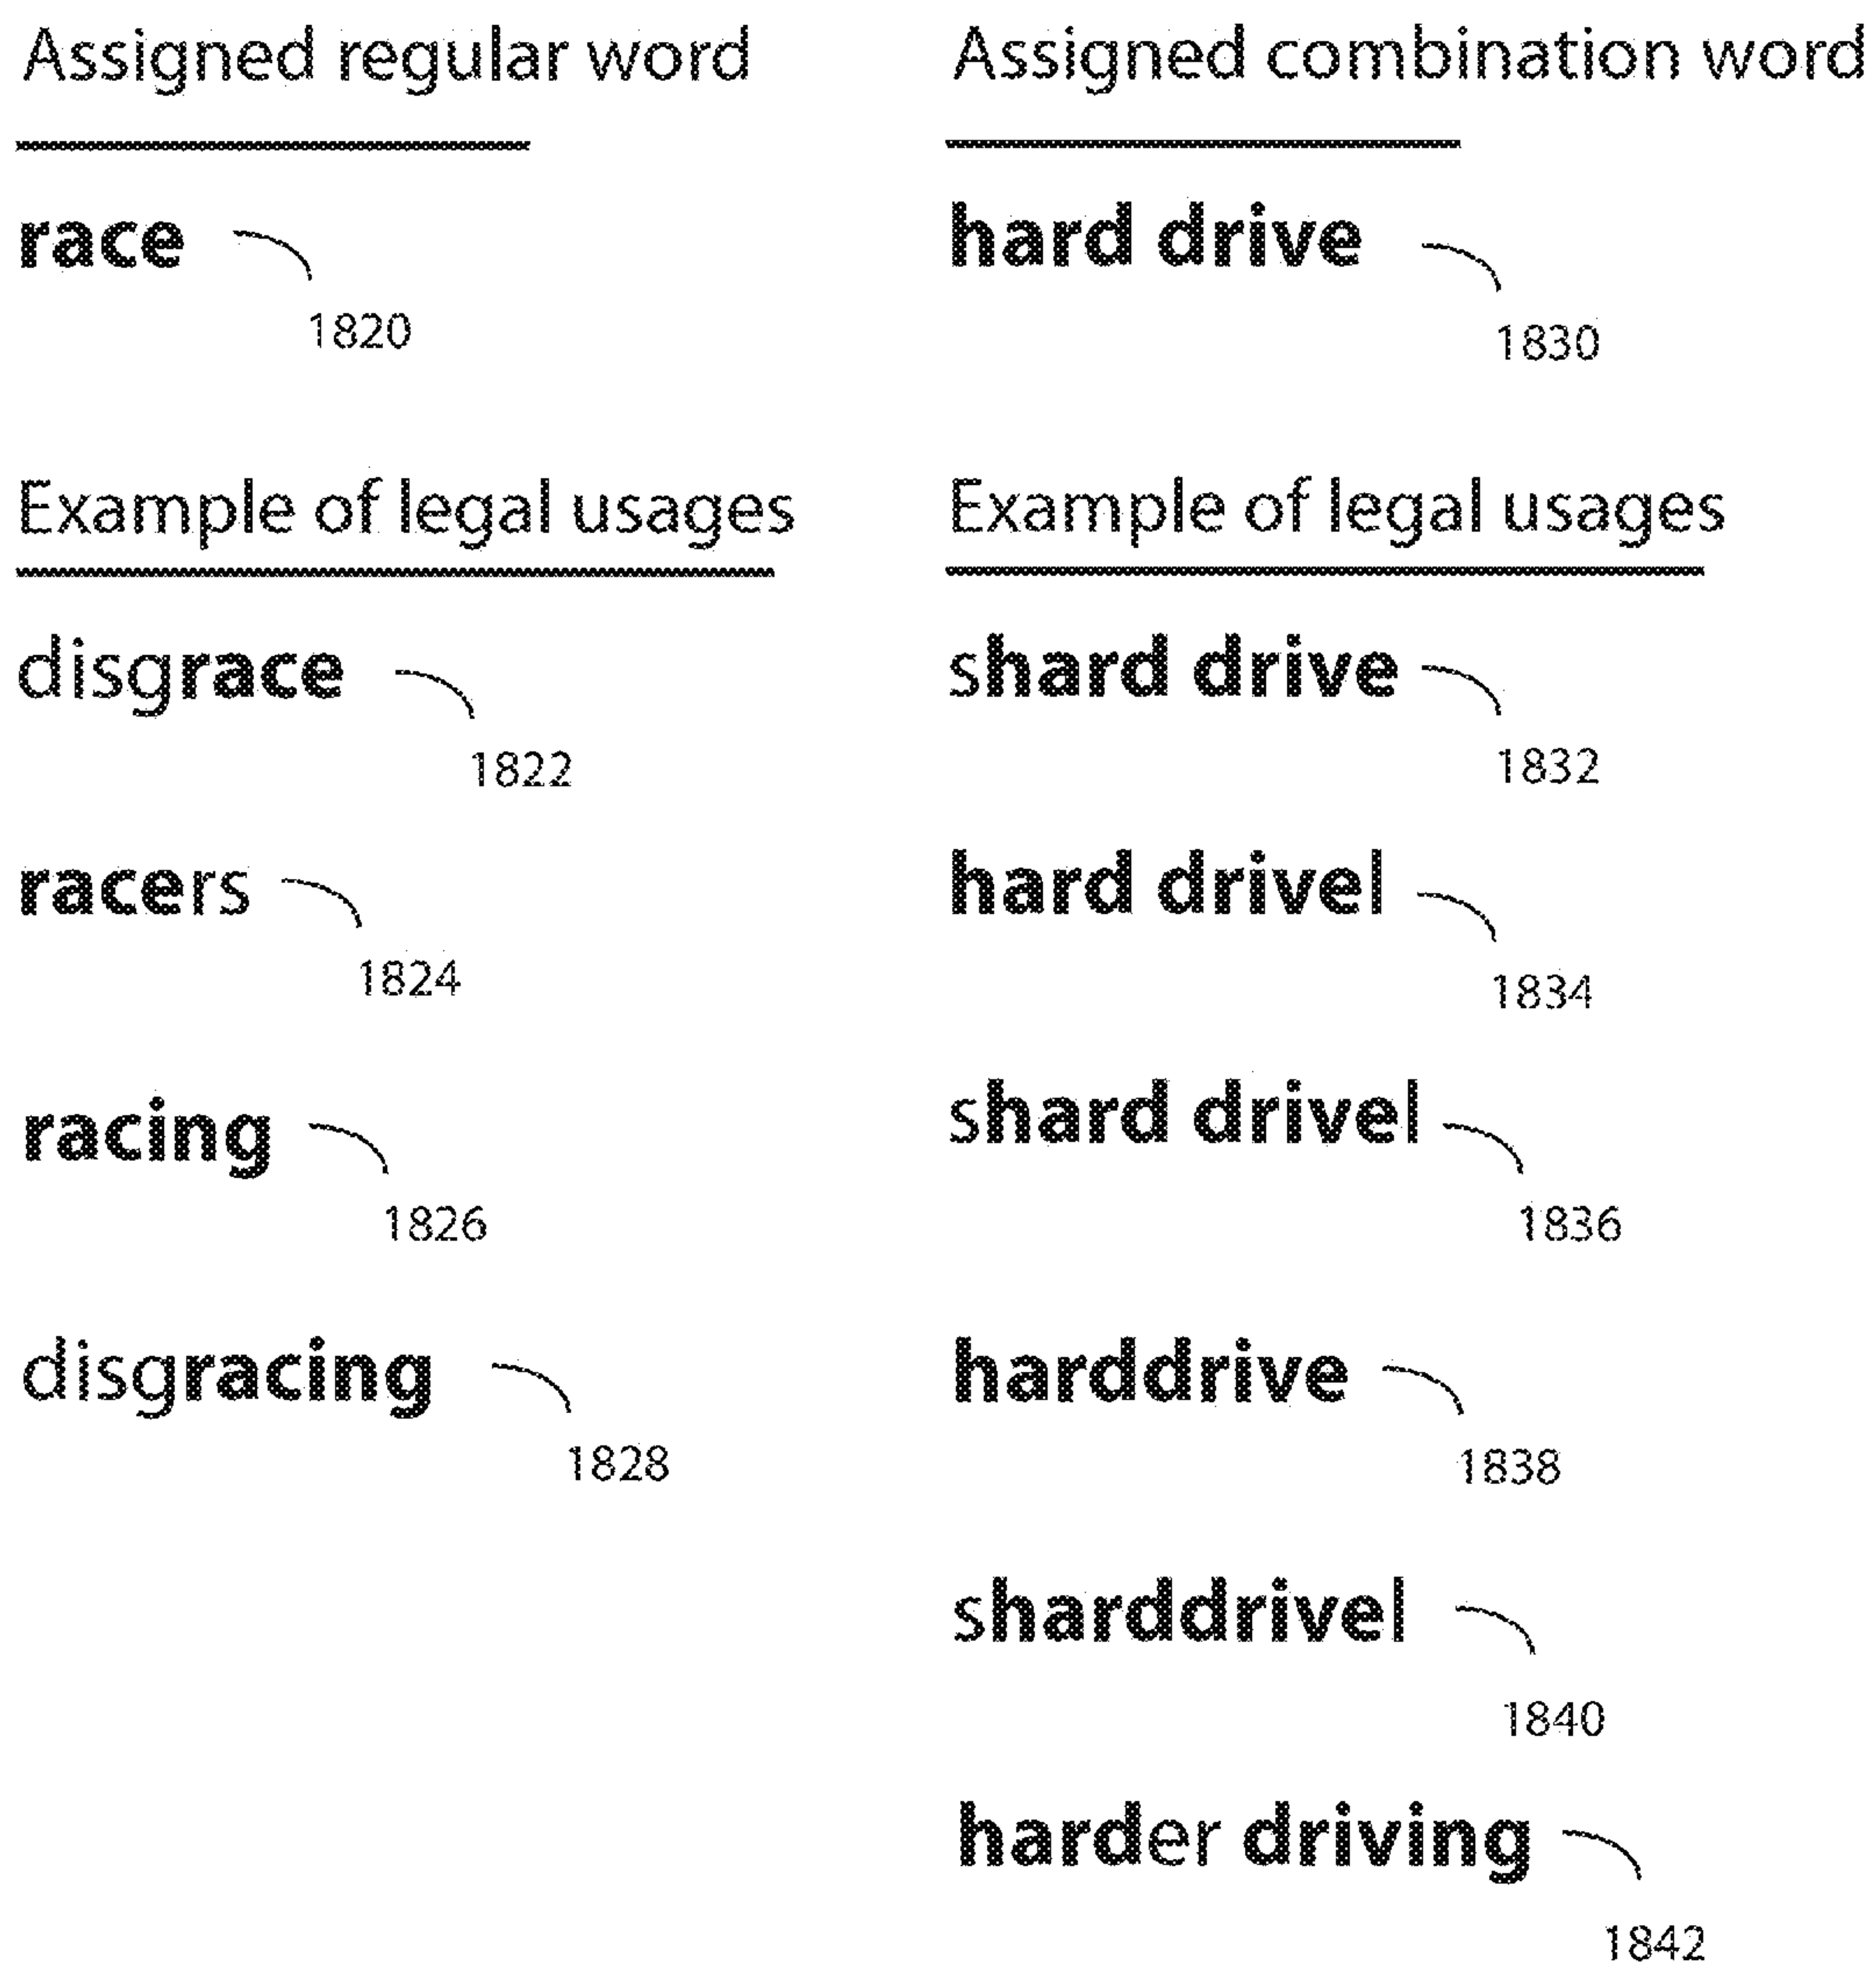 Assigned regular word
race
1820
Example of legal usages
disgrace
1822
racers
1824
racing
1826
disgracing
1828
Assigned combination word
hard drive
1830
Example of legal usages
shard drive
1832
hard drivel
1834
shard drivel
1836
harddrive
1838
sharddrivel
1840
harder driving
1842